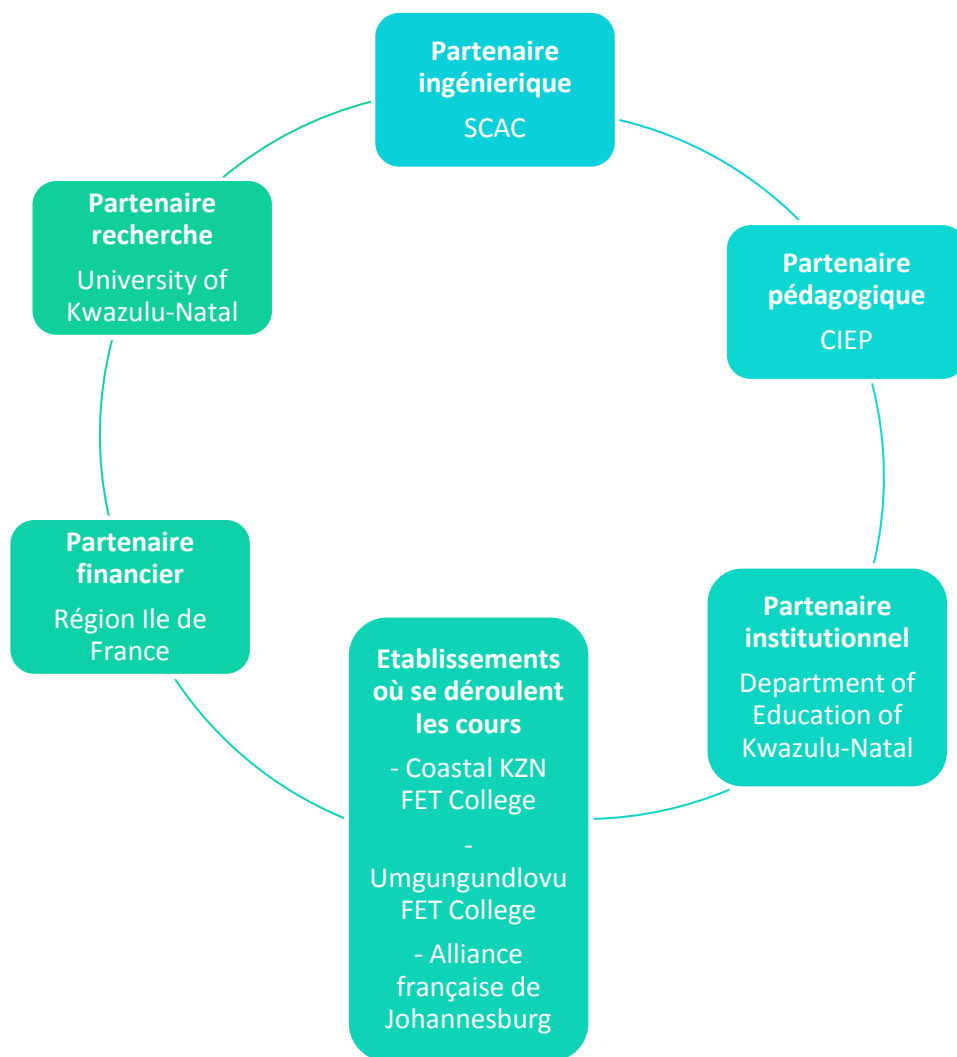 Partenaire
ingénierique
SCAC
Partenaire
pédagogique
CIEP
Partenaire
institutionnel
Department of
Education of
Kwazulu-Natal
Etablissements
où se déroulent
les cours
- Coastal KZN
FET College
-
Umgungundlovu
FET College
- Alliance
française de
Johannesburg
Partenaire
financier
Région Ile de
France
Partenaire
recherche
University of
Kwazulu-Natal